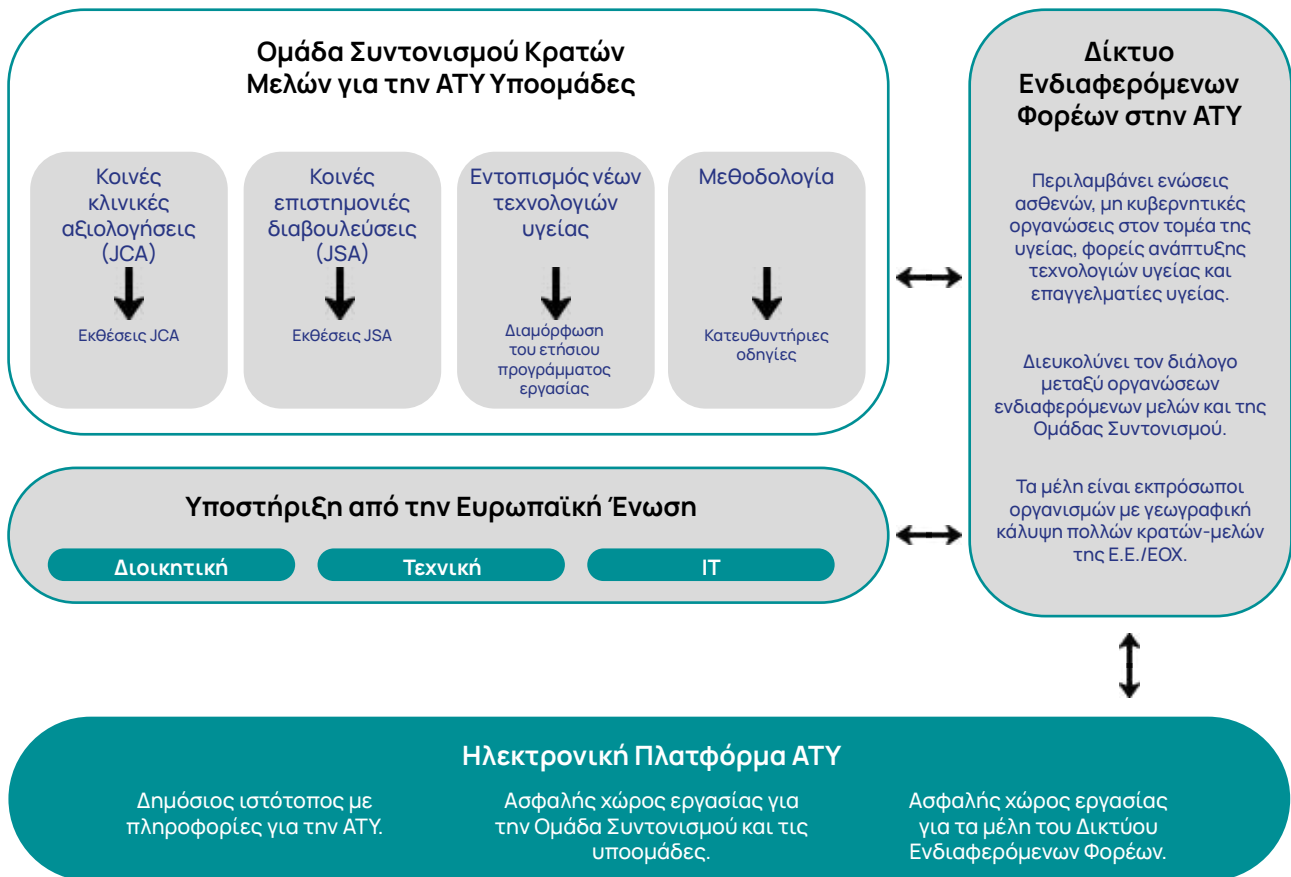 Ομάδα Συντονισμού Κρατών
Μελών για την ΑΤΥ Υποομάδες
Κοινές
κλινικές
αξιολογήσεις
(JCA)
Εκθέσεις JCA
Κοινές
επιστημονιές
διαβουλεύσεις
(JSA)
Εκθέσεις JSA
Εντοπισμός νέων
τεχνολογιών
υγείας
Διαμόρφωση
του ετήσιου
προγράμματος
εργασίας
Μεθοδολογία
Κατευθυντήριες
οδηγίες
Δίκτυο
Ενδιαφερόμενων
Φορέων στην ΑΤΥ
Περιλαμβάνει ενώσεις
ασθενών, μη κυβερνητικές
οργανώσεις στον τομέα της
υγείας, φορείς ανάπτυξης
τεχνολογιών υγείας και
επαγγελματίες υγείας.
Διευκολύνει τον διάλογο
μεταξύ οργανώσεων
ενδιαφερόμενων μελών και της
Ομάδας Συντονισμού.
Τα μέλη είναι εκπρόσωποι
οργανισμών με γεωγραφική
κάλυψη πολλών κρατών-μελών
της Ε.Ε./ΕΟΧ.
Υποστήριξη από την Ευρωπαϊκή Ένωση
Διοικητική
Τεχνική
IT
Ηλεκτρονική Πλατφόρμα ΑΤΥ
Δημόσιος ιστότοπος με
πληροφορίες για την ΑΤΥ.
Ασφαλής χώρος εργασίας για
την Ομάδα Συντονισμού και τις
υποομάδες.
Ασφαλής χώρος εργασίας
για τα μέλη του Δικτύου
Ενδιαφερόμενων Φορέων.